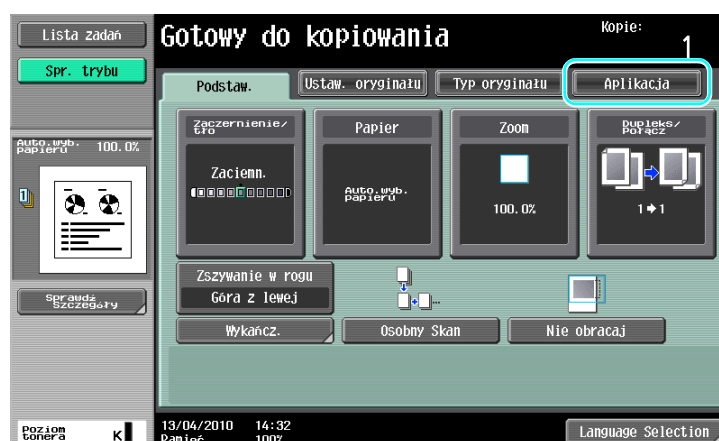 Lista zadań
Gotowy do kopiowania
Kopie:
1
Spr. trybu
Podstaw.
Ustaw. oryginału
Typ oryginału
Aplikacja
Auto.wyb.
papieru
100.0%
1
Zaczernienie/
tło
Papier
Zoom
Dupleks/
Połącz
Zaciemn.
Auto.wyb.
papieru
100.0%
1➔1
Zszywanie w rogu
Góra z lewej
Sprawdź
Szczegóły
Wykańcz.
Osobny Skan
Nie obracaj
Poziom
tonera
K
13/04/2010 14:32
Pamięć 100%
Language Selection